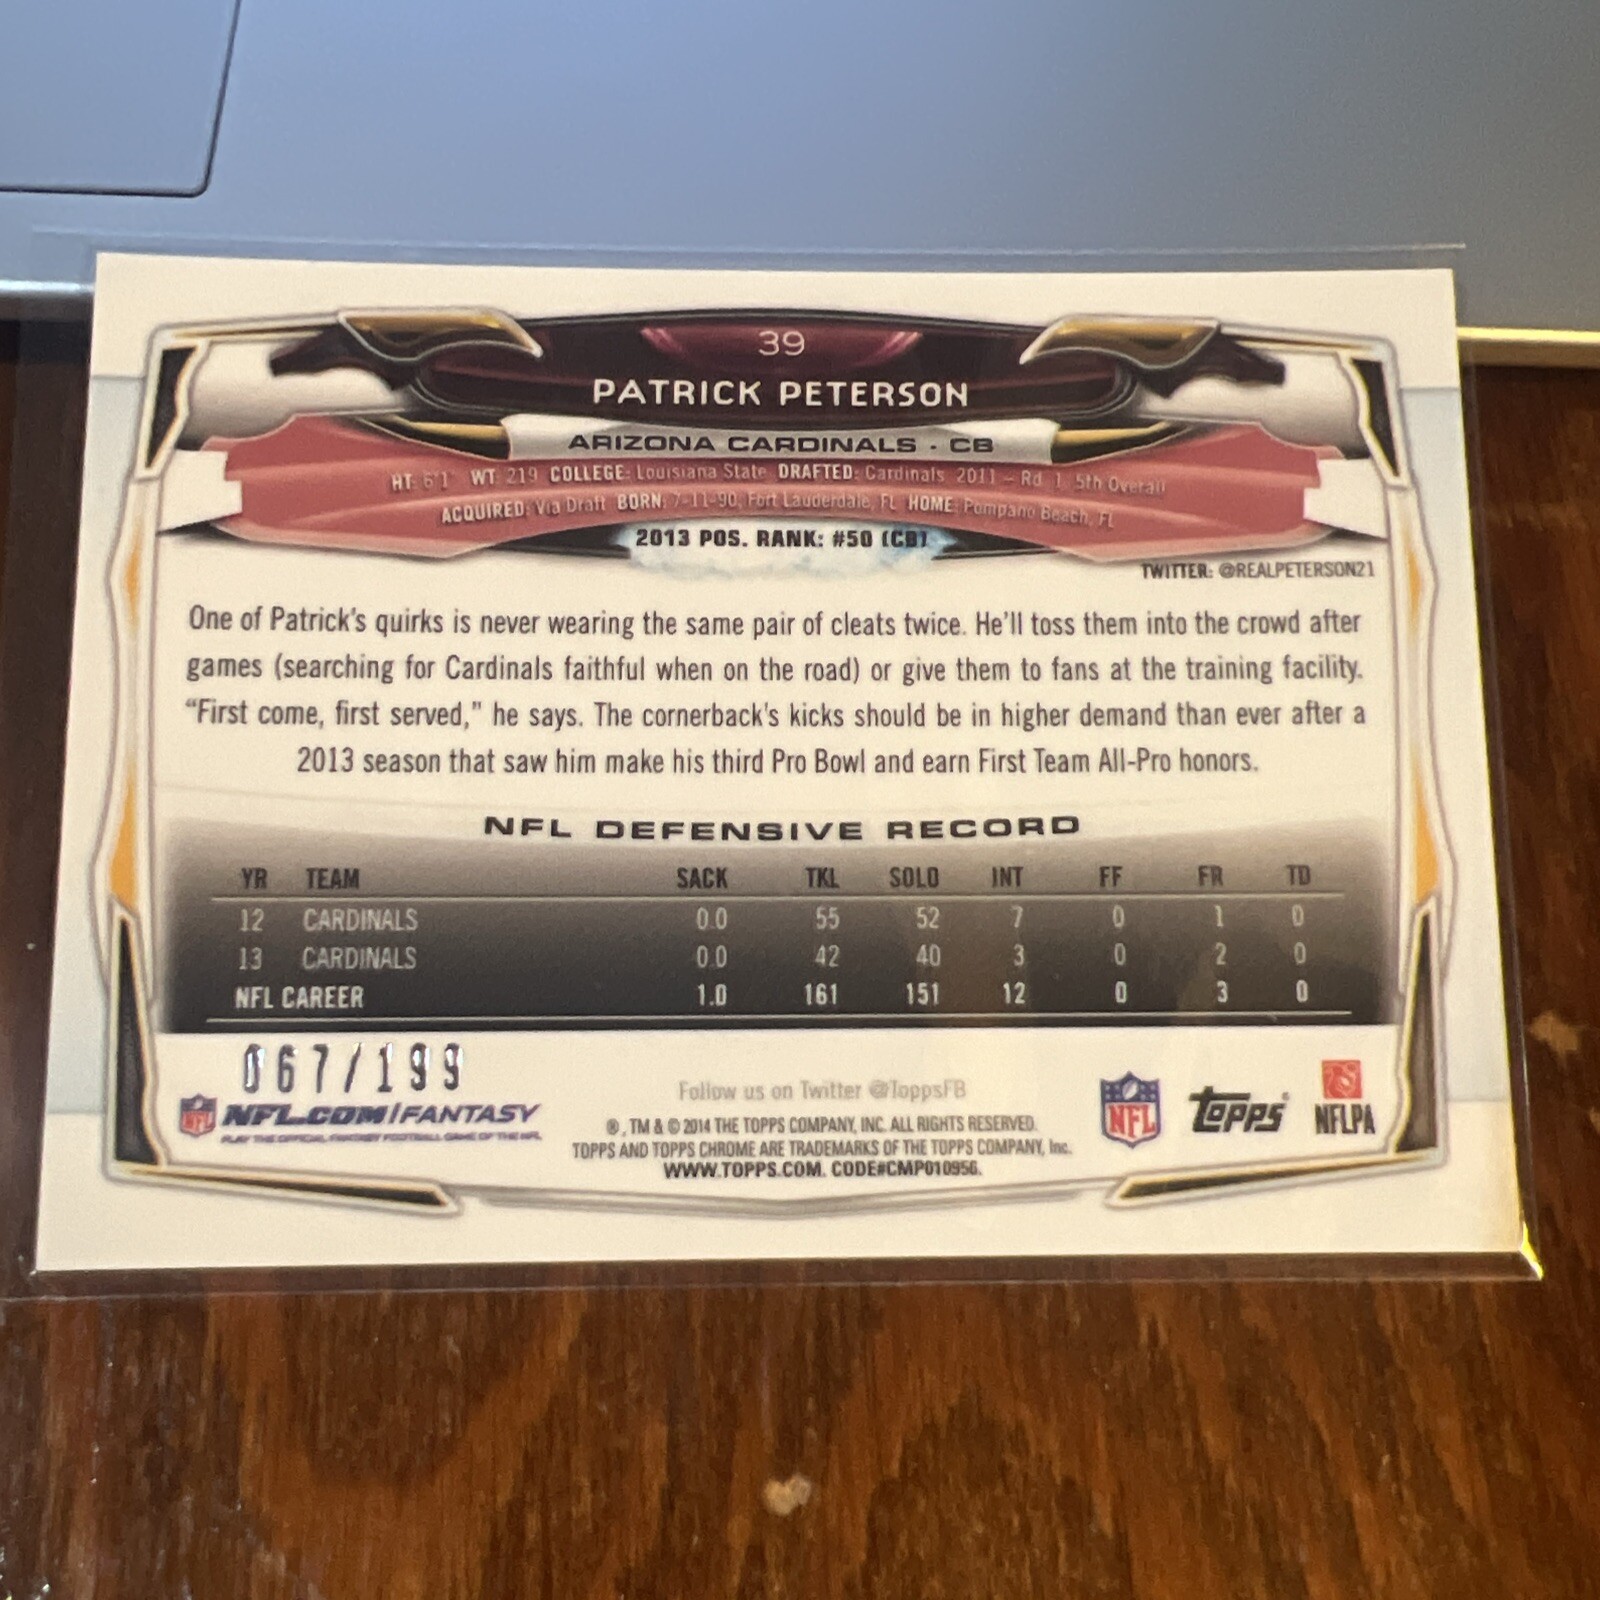 39
PATRICK PETERSON
ARIZONA CARDINALS · CB
HT: 6'1" WT: 219 COLLEGE: Louisiana State DRAFTED: Cardinals 2011 – Rd. 1, 5th Overall
ACQUIRED: Via Draft BORN: 7-11-90, Fort Lauderdale, FL HOME: Pompano Beach, FL
2013 POS. RANK: #50 (CB)
TWITTER: @REALPETERSON21
One of Patrick's quirks is never wearing the same pair of cleats twice. He'll toss them into the crowd after
games (searching for Cardinals faithful when on the road) or give them to fans at the training facility.
“First come, first served,” he says. The cornerback's kicks should be in higher demand than ever after a
2013 season that saw him make his third Pro Bowl and earn First Team All-Pro honors.
NFL DEFENSIVE RECORD
YR TEAM SACK TKL SOLO INT FF FR TD
12 CARDINALS 0.0 55 52 7 0 1 0
13 CARDINALS 0.0 42 40 3 0 2 0
NFL CAREER 1.0 161 151 12 0 3 0
067/199
NFL NFL.COM/FANTASY
PLAY THE OFFICIAL FANTASY FOOTBALL GAME OF THE NFL
Follow us on Twitter @ToppsFB
®, TM & © 2014 THE TOPPS COMPANY, INC. ALL RIGHTS RESERVED.
TOPPS AND TOPPS CHROME ARE TRADEMARKS OF THE TOPPS COMPANY, Inc.
WWW.TOPPS.COM. CODE#CMP010956.
NFL
topps
NFLPA